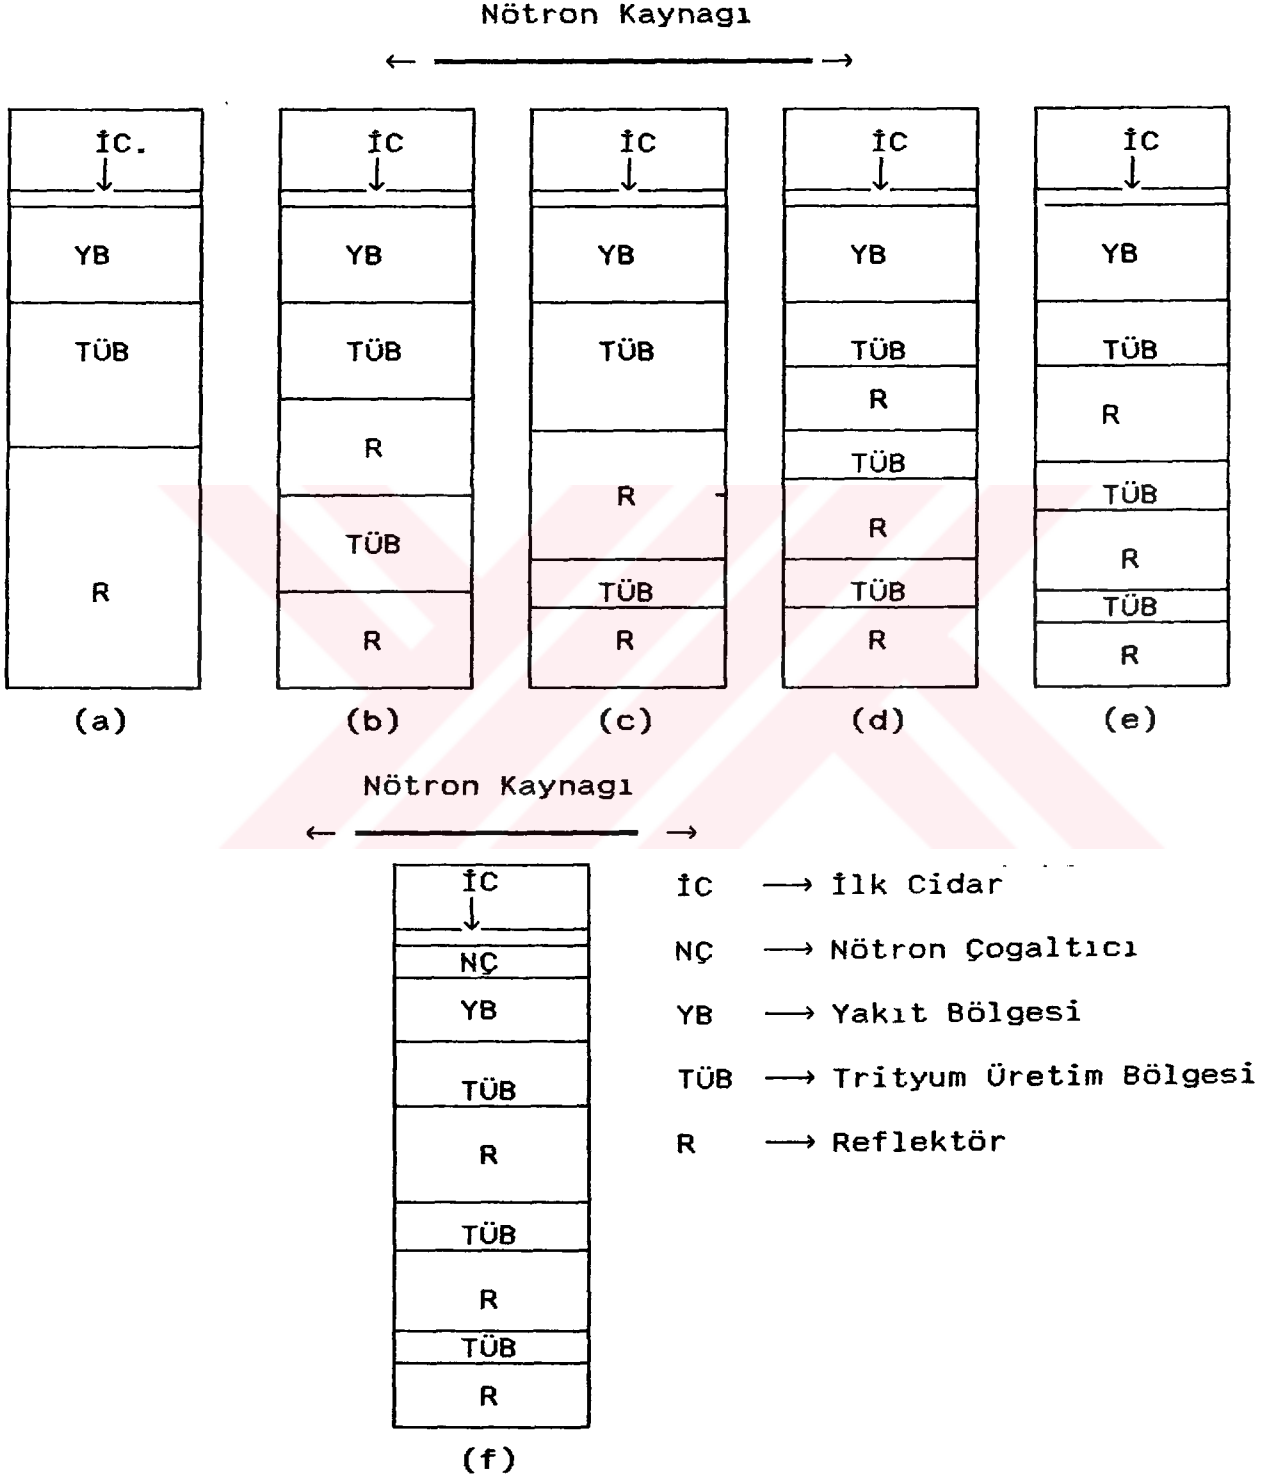 Nötron Kaynagı
← →
İC. İC İC İC İC
YB YB YB YB YB
TÜB TÜB TÜB TÜB TÜB
R R
R TÜB TÜB
R TÜB
R R
TÜB
R TÜB TÜB TÜB
R R R R
(a) (b) (c) (d) (e)
Nötron Kaynagı
← →
İC
NÇ
YB
TÜB
R
TÜB
R
TÜB
R
(f)
İC → İlk Cidar
NÇ → Nötron Çogaltıcı
YB → Yakıt Bölgesi
TÜB → Trityum Üretim Bölgesi
R → Reflektör